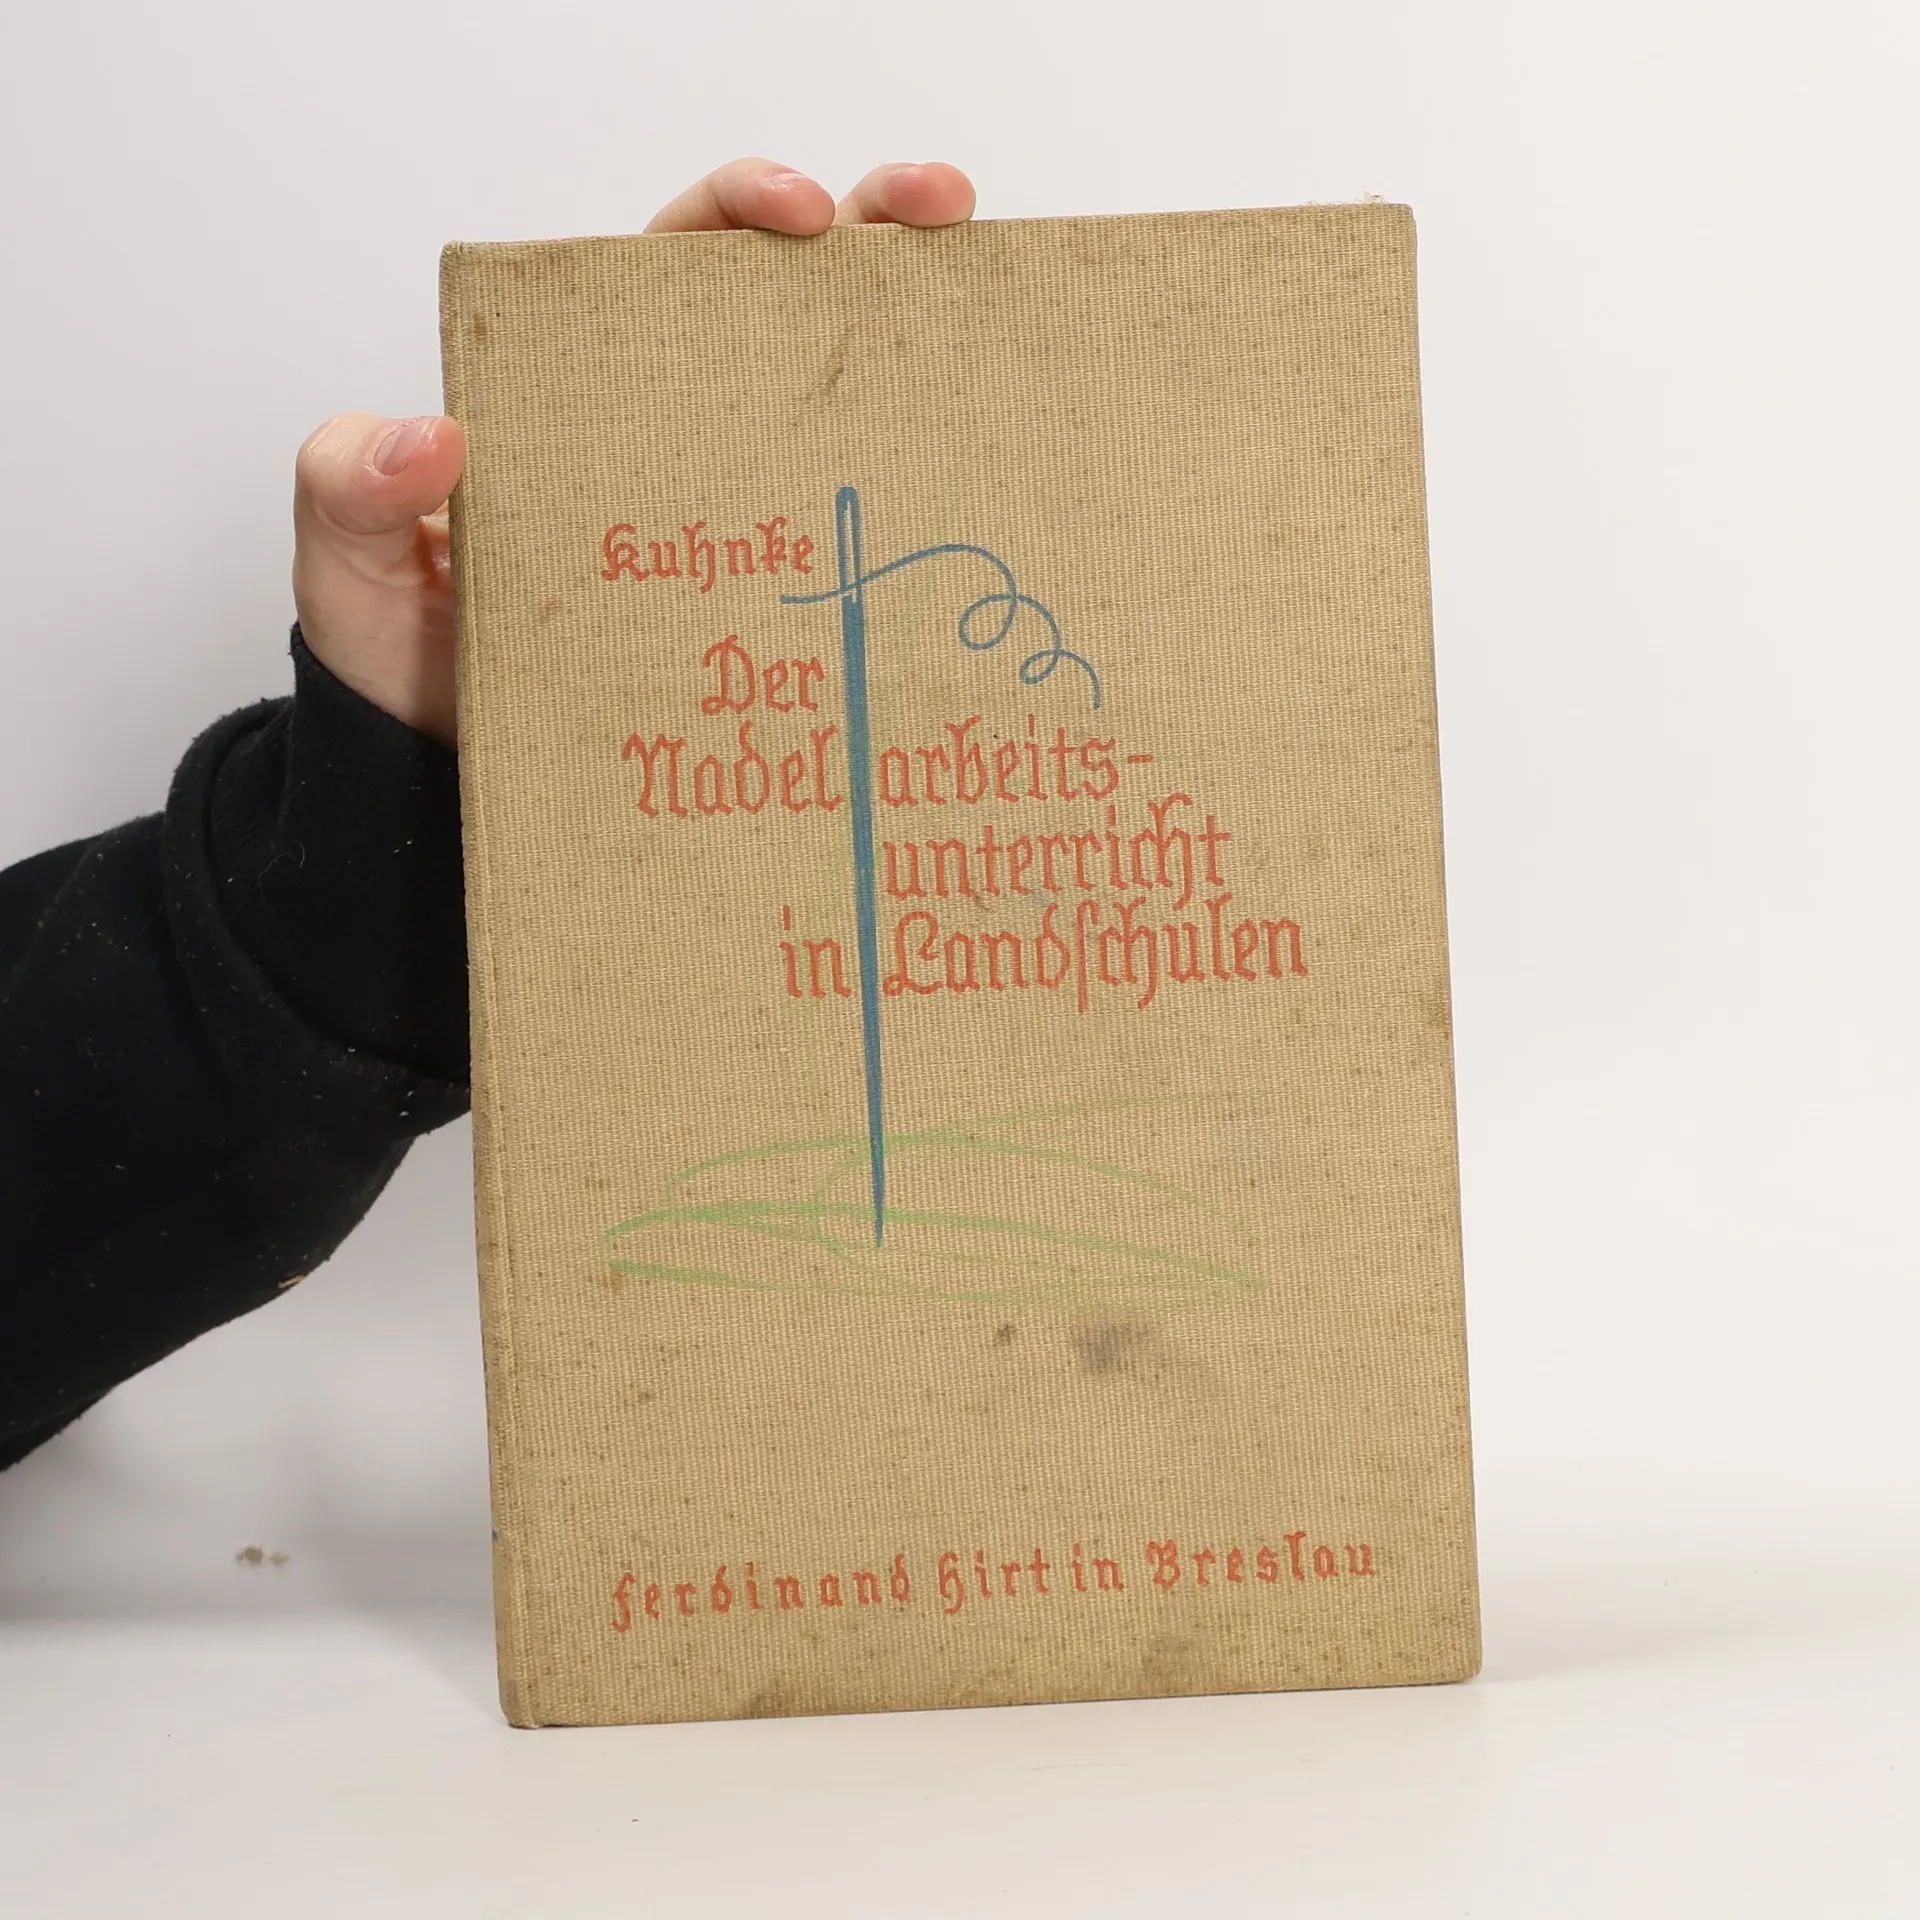 Kuhnke
Der
Nadelarbeits-
unterricht
in Landſchulen
Ferdinand Hirt in Breslau